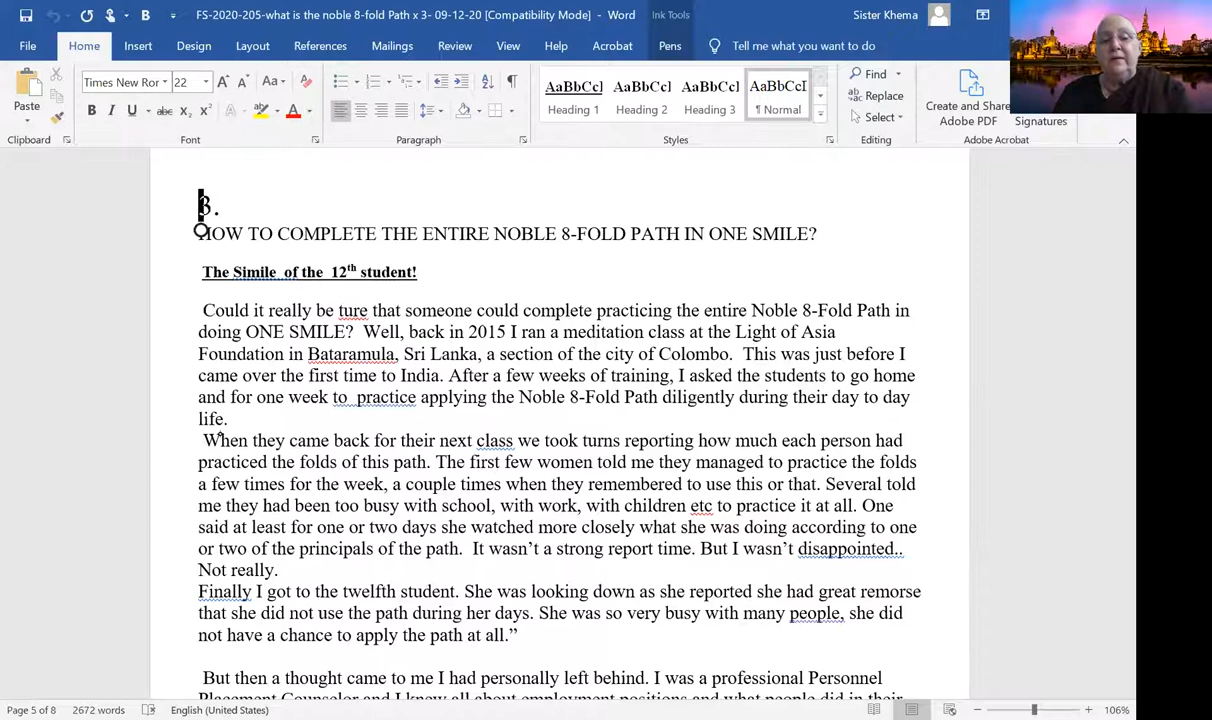 FS-2020-205-what is the noble 8-fold Path x 3- 09-12-20 [Compatibility Mode] - Word
Ink Tools
Sister Khema
File Home Insert Design Layout References Mailings Review View Help Acrobat Pens Tell me what you want to do
Paste
Times New Ror 22
Aa
B I U abc X₂ X²
AaBbCcI AaBbCcI AaBbCcI AaBbCcI
Heading 1 Heading 2 Heading 3 ¶ Normal
Find
Replace
Select
Create and Share
Adobe PDF
Signatures
Clipboard Font Paragraph Styles Editing Adobe Acrobat
3.
HOW TO COMPLETE THE ENTIRE NOBLE 8-FOLD PATH IN ONE SMILE?
The Simile of the 12th student!
Could it really be ture that someone could complete practicing the entire Noble 8-Fold Path in
doing ONE SMILE? Well, back in 2015 I ran a meditation class at the Light of Asia
Foundation in Bataramula, Sri Lanka, a section of the city of Colombo. This was just before I
came over the first time to India. After a few weeks of training, I asked the students to go home
and for one week to practice applying the Noble 8-Fold Path diligently during their day to day
life.
When they came back for their next class we took turns reporting how much each person had
practiced the folds of this path. The first few women told me they managed to practice the folds
a few times for the week, a couple times when they remembered to use this or that. Several told
me they had been too busy with school, with work, with children etc to practice it at all. One
said at least for one or two days she watched more closely what she was doing according to one
or two of the principals of the path. It wasn't a strong report time. But I wasn't disappointed..
Not really.
Finally I got to the twelfth student. She was looking down as she reported she had great remorse
that she did not use the path during her days. She was so very busy with many people, she did
not have a chance to apply the path at all.”
But then a thought came to me I had personally left behind. I was a professional Personnel
Placement Counselor and I knew all about employment positions and what people did in their
Page 5 of 8 2672 words English (United States) 106%